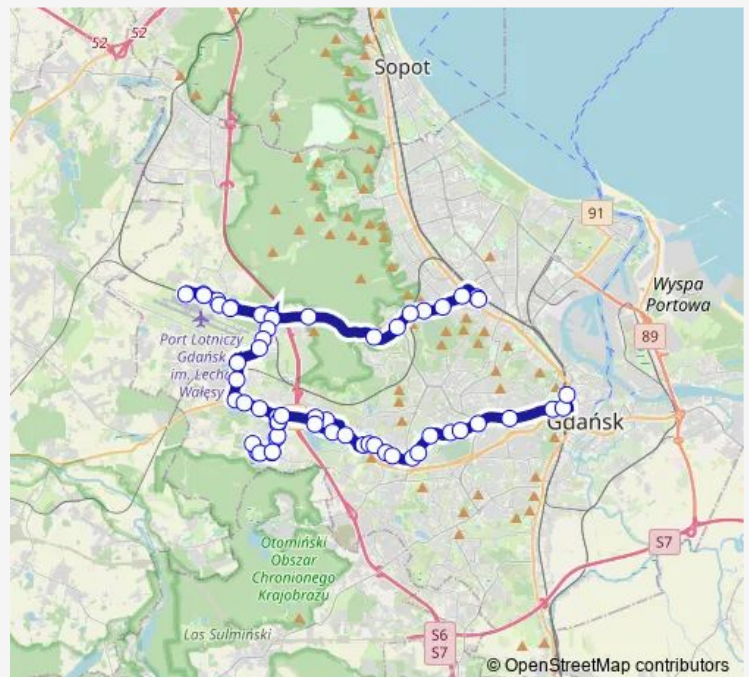 52
52
Sopot
91
Wyspa
Portowa
89
Port Lotniczy
Gdańsk
im. Lecha
Wałęsy
Gdańsk
S7
Otomiński
Obszar
Chronionego
Krajobrazu
Las Sulmiński
S6
S7
© OpenStreetMap contributors